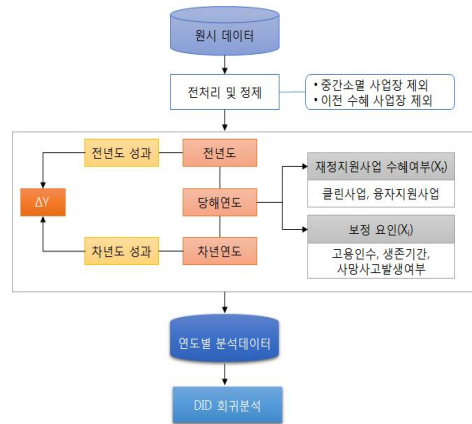 원시 데이터
전처리 및 정제
• 중간소멸 사업장 제외
• 이전 수혜 사업장 제외
전년도 성과
전년도
재정지원사업 수혜여부(Xₜ)
클린사업, 융자지원사업
ΔY
당해연도
보정 요인(Xᵢ)
고용인수, 생존기간,
사망사고발생여부
차년도 성과
차년연도
연도별 분석데이터
DID 회귀분석